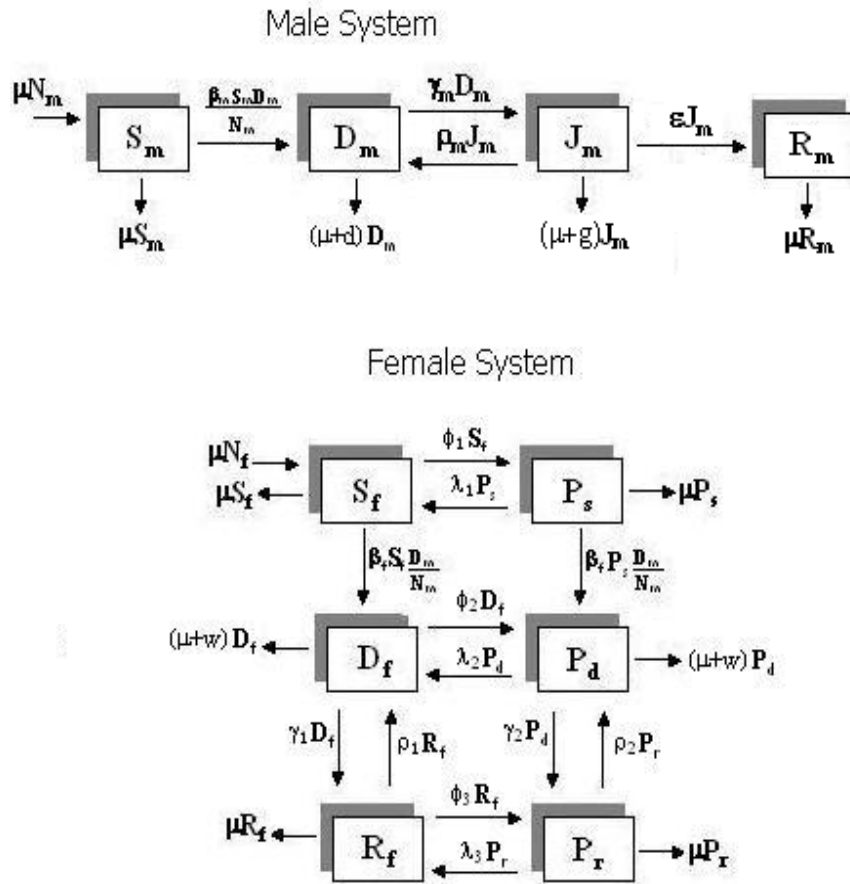 Male System
μN_m
β_m S_m D_m / N_m
γ_m D_m
ρ_m J_m
εJ_m
S_m
D_m
J_m
R_m
μS_m
(μ+d) D_m
(μ+g)J_m
μR_m
Female System
μN_f
μS_f
S_f
ϕ_1 S_f
λ_1 P_s
P_s
μP_s
β_f S_f D_m / N_m
β_f P_s D_m / N_m
(μ+w) D_f
D_f
ϕ_2 D_f
λ_2 P_d
P_d
(μ+w) P_d
γ_1 D_f
ρ_1 R_f
γ_2 P_d
ρ_2 P_r
μR_f
R_f
ϕ_3 R_f
λ_3 P_r
P_r
μP_r